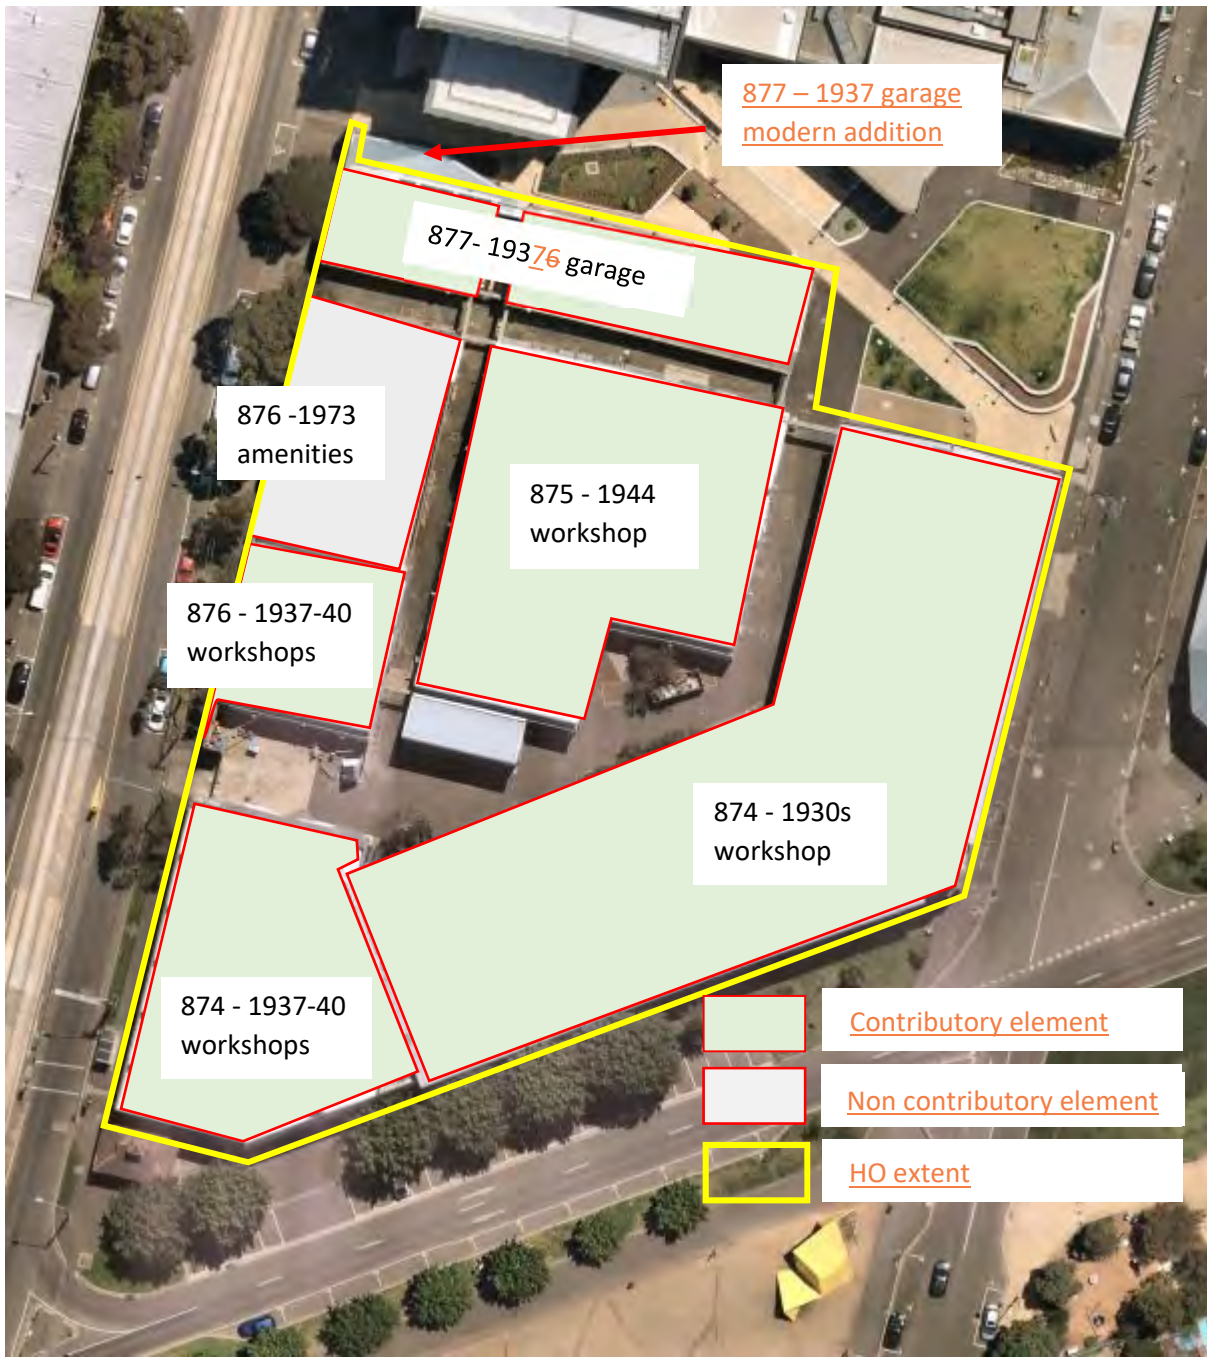 877 – 1937 garage
modern addition
877- 19376 garage
876 -1973
amenities
875 - 1944
workshop
876 - 1937-40
workshops
874 - 1930s
workshop
874 - 1937-40
workshops
Contributory element
Non contributory element
HO extent